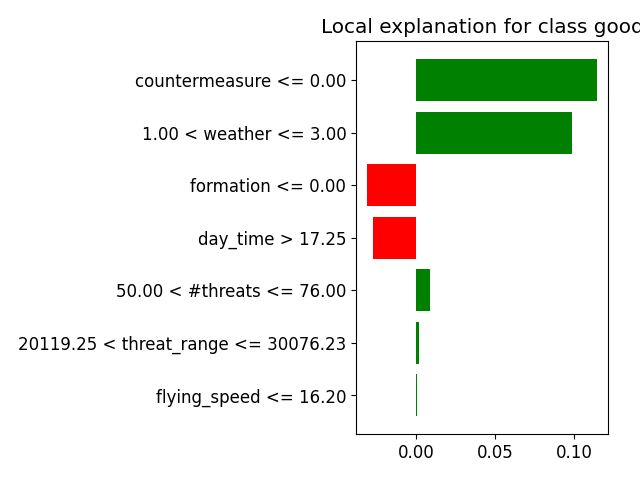 Local explanation for class good
countermeasure <= 0.00
1.00 < weather <= 3.00
formation <= 0.00
day_time > 17.25
50.00 < #threats <= 76.00
20119.25 < threat_range <= 30076.23
flying_speed <= 16.20
0.00 0.05 0.10